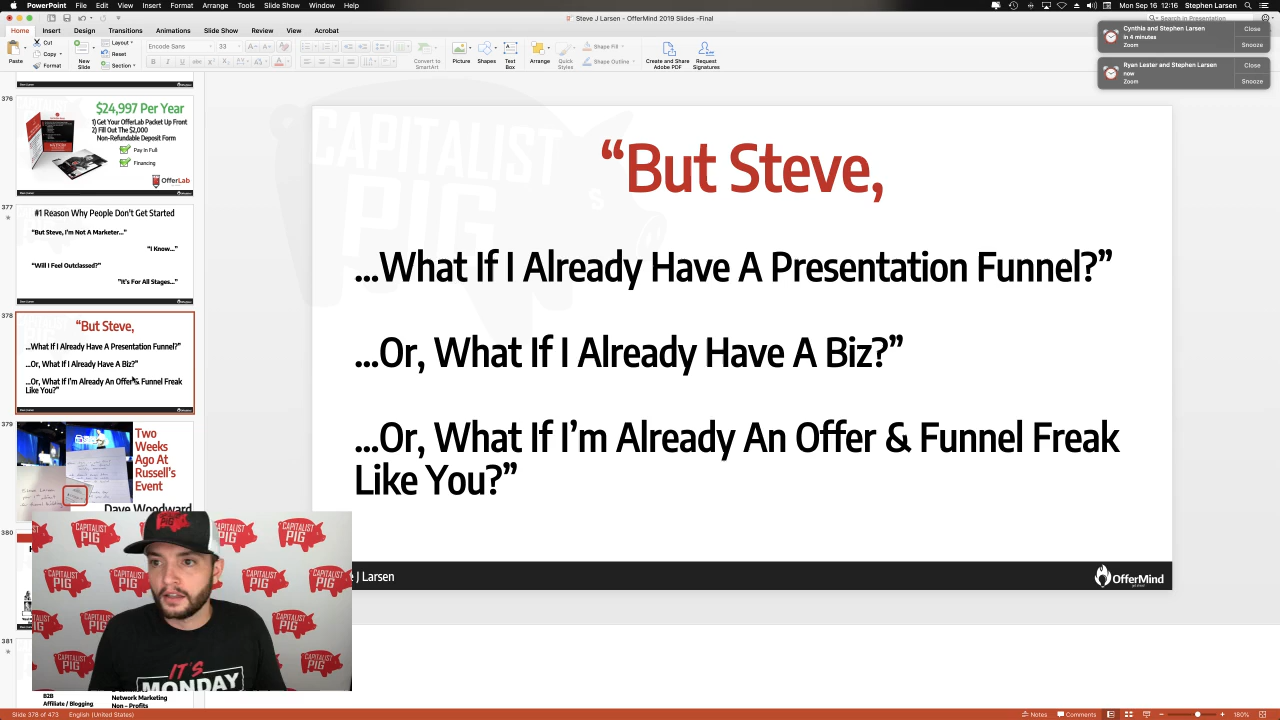 PowerPoint File Edit View Insert Format Arrange Tools Slide Show Window Help
Mon Sep 16 12:16 Stephen Larsen
Steve J Larsen - OfferMind 2019 Slides -Final
Search in Presentation
Home Insert Design Transitions Animations Slide Show Review View Acrobat
Paste
Cut
Copy
Format
New Slide
Layout
Reset
Section
Encode Sans
33
Convert to SmartArt
Picture
Shapes
Text Box
Arrange
Quick Styles
Shape Fill
Shape Outline
Create and Share Adobe PDF
Request Signatures
Cynthia and Stephen Larsen
in 4 minutes
Zoom
Close
Snooze
Ryan Lester and Stephen Larsen
now
Zoom
Close
Snooze
376
$24,997 Per Year
1) Get Your OfferLab Packet Up Front
2) Fill Out The $2,000
Non-Refundable Deposit Form
Pay In Full
Financing
OfferLab
377
#1 Reason Why People Don't Get Started
"But Steve, I'm Not A Marketer..."
"I Know..."
"Will I Feel Outclassed?"
"It's For All Stages..."
378
"But Steve,
...What If I Already Have A Presentation Funnel?"
...Or, What If I Already Have A Biz?"
...Or, What If I'm Already An Offer & Funnel Freak
Like You?"
379
Two
Weeks
Ago At
Russell's
Event
Dave Woodward
380
381
B2B
Affiliate / Blogging
Network Marketing
Non - Profits
CAPITALIST
PIG
“But Steve,
...What If I Already Have A Presentation Funnel?”
...Or, What If I Already Have A Biz?”
...Or, What If I’m Already An Offer & Funnel Freak
Like You?”
J Larsen
OfferMind
CAPITALIST PIG
IT'S
MONDAY
Slide 378 of 473 English (United States)
Notes Comments 180%